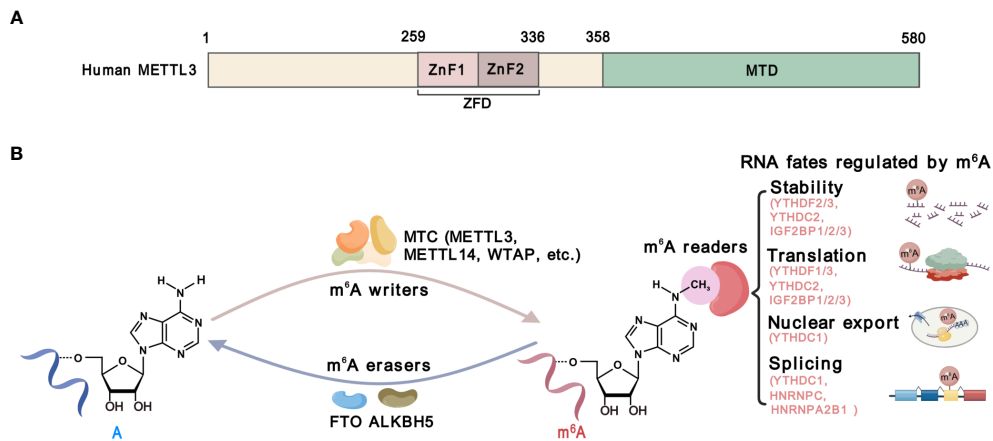 A
1 259 336 358 580
Human METTL3 ZnF1 ZnF2 MTD
ZFD
B
RNA fates regulated by m⁶A
Stability
(YTHDF2/3,
YTHDC2,
IGF2BP1/2/3)
m⁶A
MTC (METTL3,
METTL14, WTAP, etc.)
m⁶A writers
m⁶A readers
Translation
(YTHDF1/3,
YTHDC2,
IGF2BP1/2/3)
m⁶A
Nuclear export
(YTHDC1)
m⁶A
AAA
Splicing
(YTHDC1,
HNRNPC,
HNRNPA2B1 )
m⁶A
m⁶A erasers
FTO ALKBH5
H H
N
N N
N N
O
O
OH OH
A
H CH₃
N
N N
N N
O
O
OH OH
m⁶A